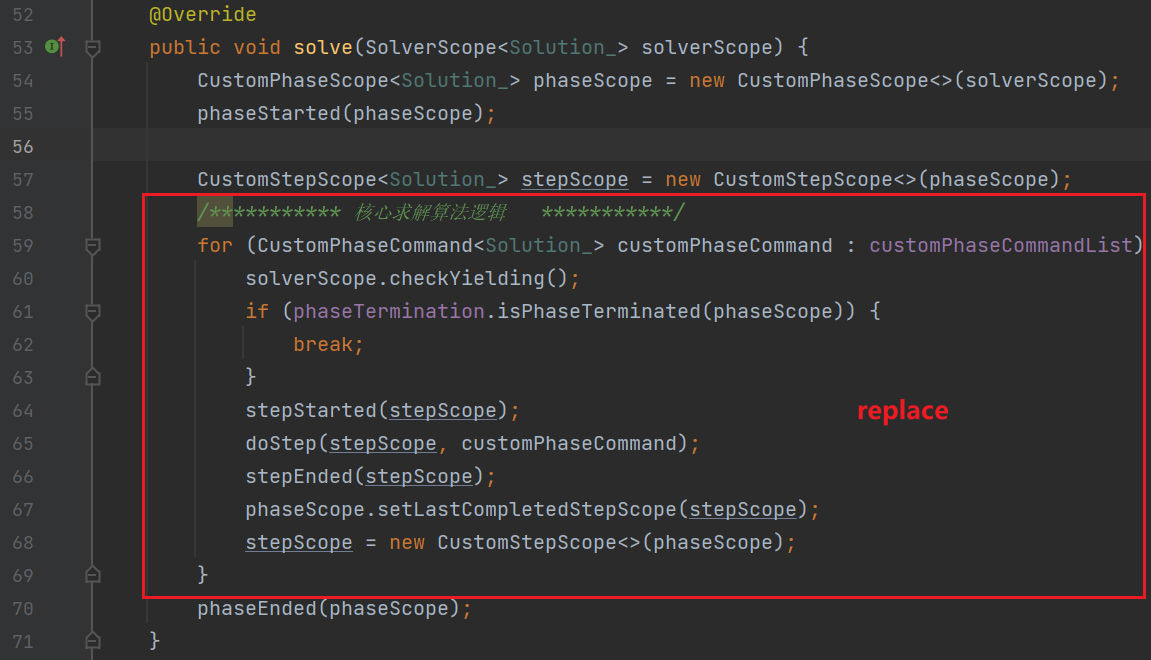 52 @Override
53 public void solve(SolverScope<Solution_> solverScope) {
54 CustomPhaseScope<Solution_> phaseScope = new CustomPhaseScope<>(solverScope);
55 phaseStarted(phaseScope);
56
57 CustomStepScope<Solution_> stepScope = new CustomStepScope<>(phaseScope);
58 /*********** 核心求解算法逻辑 ***********/
59 for (CustomPhaseCommand<Solution_> customPhaseCommand : customPhaseCommandList)
60 solverScope.checkYielding();
61 if (phaseTermination.isPhaseTerminated(phaseScope)) {
62 break;
63 }
64 stepStarted(stepScope); replace
65 doStep(stepScope, customPhaseCommand);
66 stepEnded(stepScope);
67 phaseScope.setLastCompletedStepScope(stepScope);
68 stepScope = new CustomStepScope<>(phaseScope);
69 }
70 phaseEnded(phaseScope);
71 }